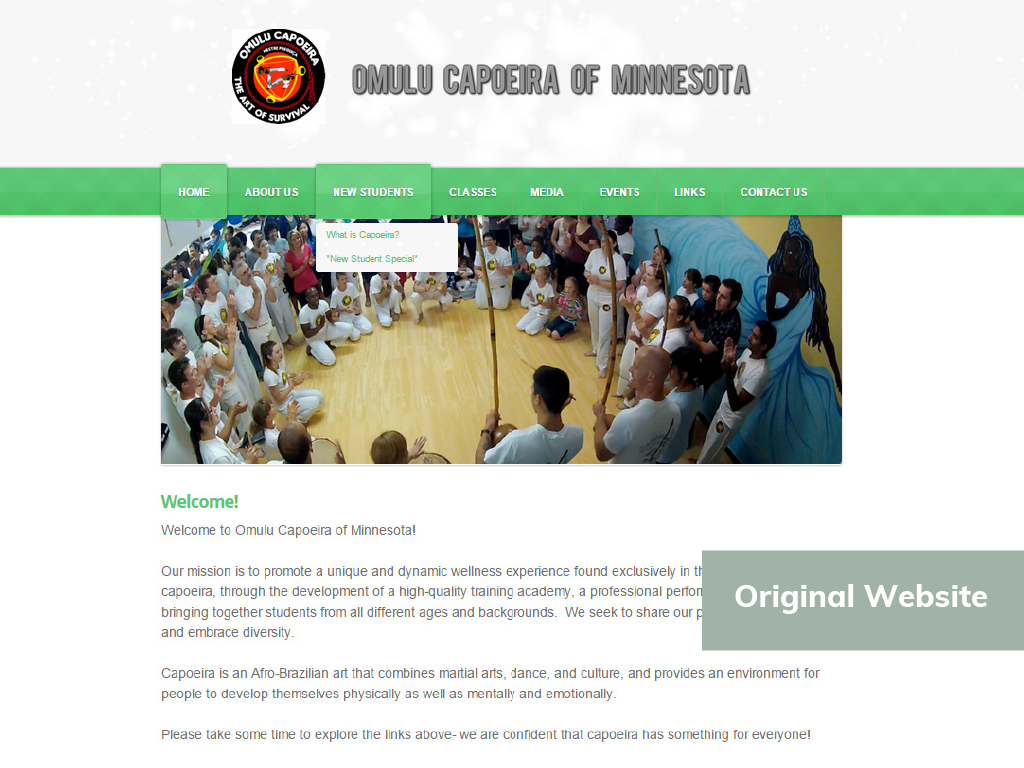 OMULU CAPOEIRA
MESTRE PREGUIÇA
THE ART OF SURVIVAL
OMULU CAPOEIRA OF MINNESOTA
HOME ABOUT US NEW STUDENTS CLASSES MEDIA EVENTS LINKS CONTACT US
What is Capoeira?
*New Student Special*
Welcome!
Welcome to Omulu Capoeira of Minnesota!
Our mission is to promote a unique and dynamic wellness experience found exclusively in
capoeira, through the development of a high-quality training academy, a professional
bringing together students from all different ages and backgrounds. We seek to share our
and embrace diversity.
Original Website
Capoeira is an Afro-Brazilian art that combines martial arts, dance, and culture, and provides an environment for
people to develop themselves physically as well as mentally and emotionally.
Please take some time to explore the links above- we are confident that capoeira has something for everyone!